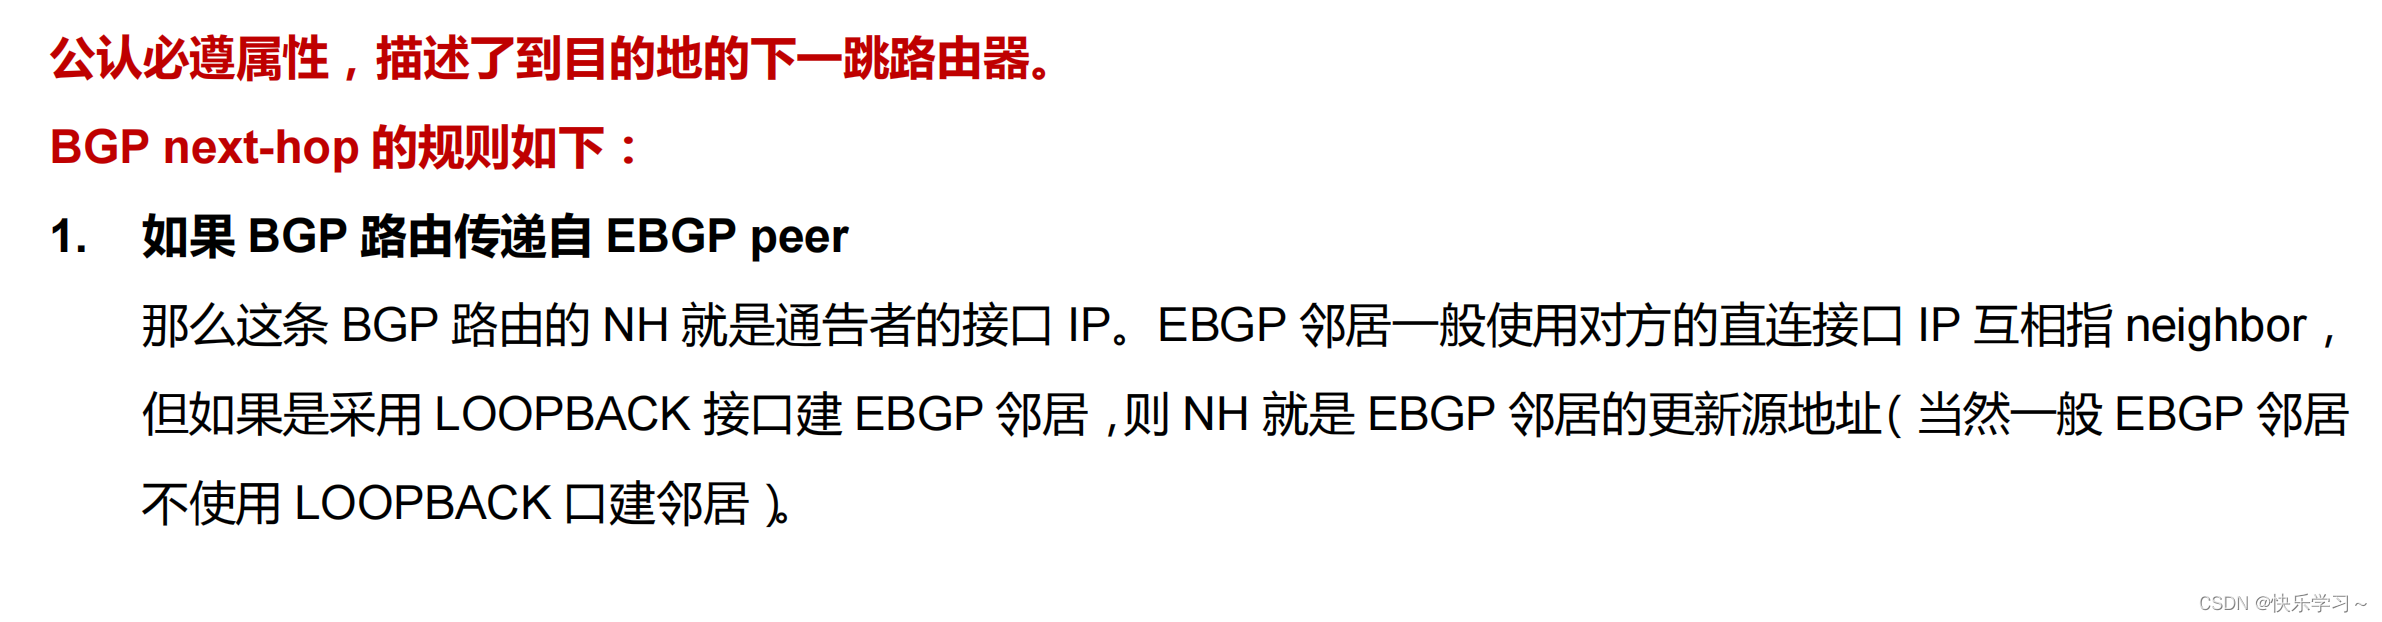 公认必遵属性，描述了到目的地的下一跳路由器。
BGP next-hop 的规则如下：
1. 如果 BGP 路由传递自 EBGP peer
那么这条 BGP 路由的 NH 就是通告者的接口 IP。EBGP 邻居一般使用对方的直连接口 IP 互相指 neighbor，
但如果是采用 LOOPBACK 接口建 EBGP 邻居，则 NH 就是 EBGP 邻居的更新源地址（当然一般 EBGP 邻居
不使用 LOOPBACK 口建邻居）。
CSDN @快乐学习～